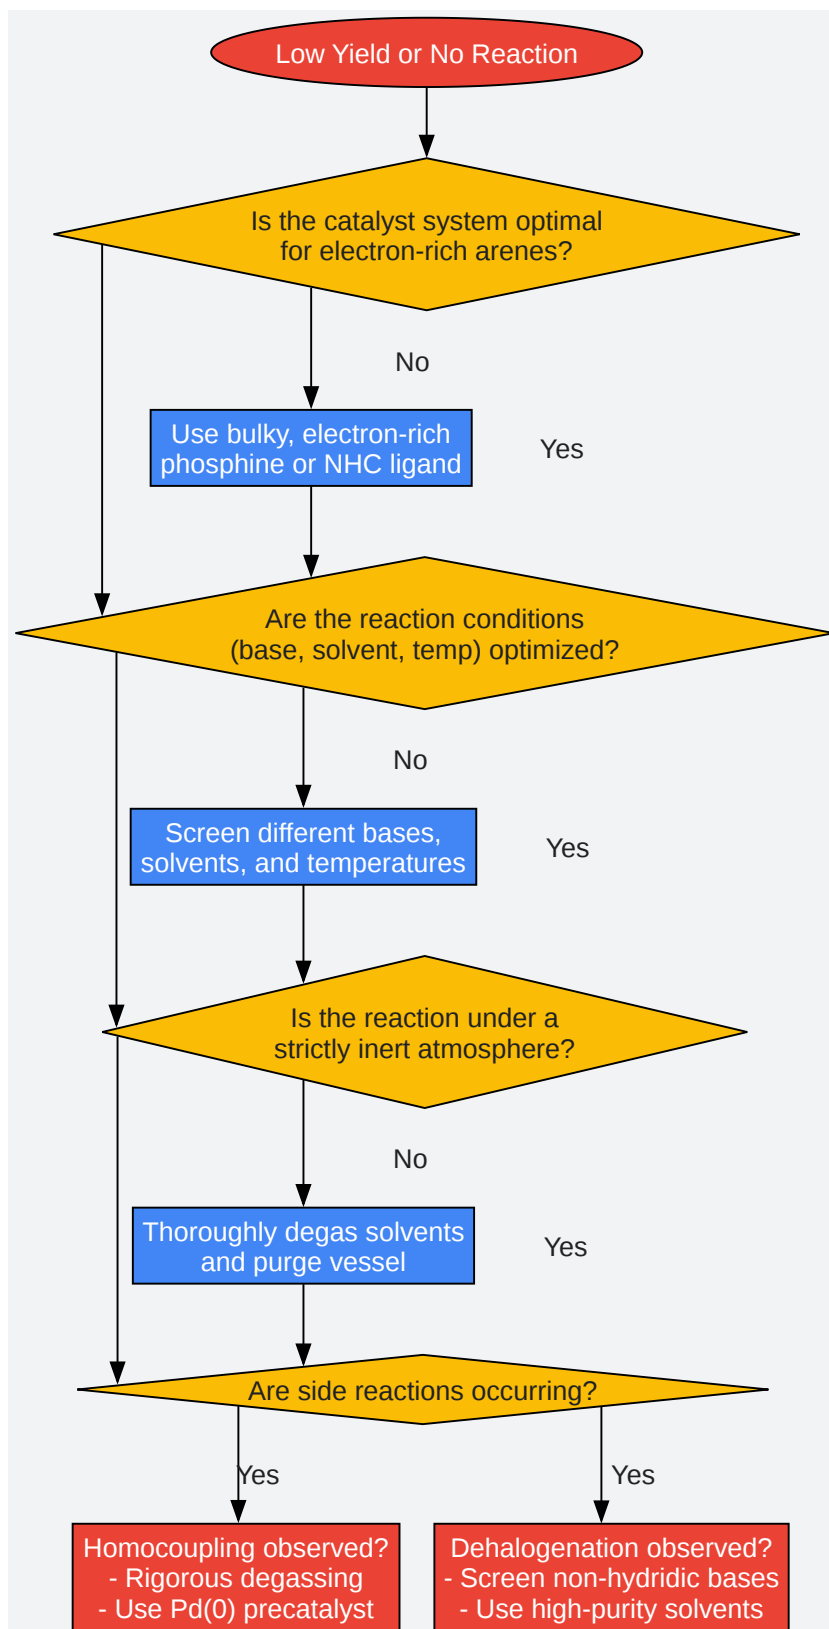 Low Yield or No Reaction
Is the catalyst system optimal
for electron-rich arenes?
No
Use bulky, electron-rich
phosphine or NHC ligand
Yes
Are the reaction conditions
(base, solvent, temp) optimized?
No
Screen different bases,
solvents, and temperatures
Yes
Is the reaction under a
strictly inert atmosphere?
No
Thoroughly degas solvents
and purge vessel
Yes
Are side reactions occurring?
Yes
Yes
Homocoupling observed?
- Rigorous degassing
- Use Pd(0) precatalyst
Dehalogenation observed?
- Screen non-hydridic bases
- Use high-purity solvents